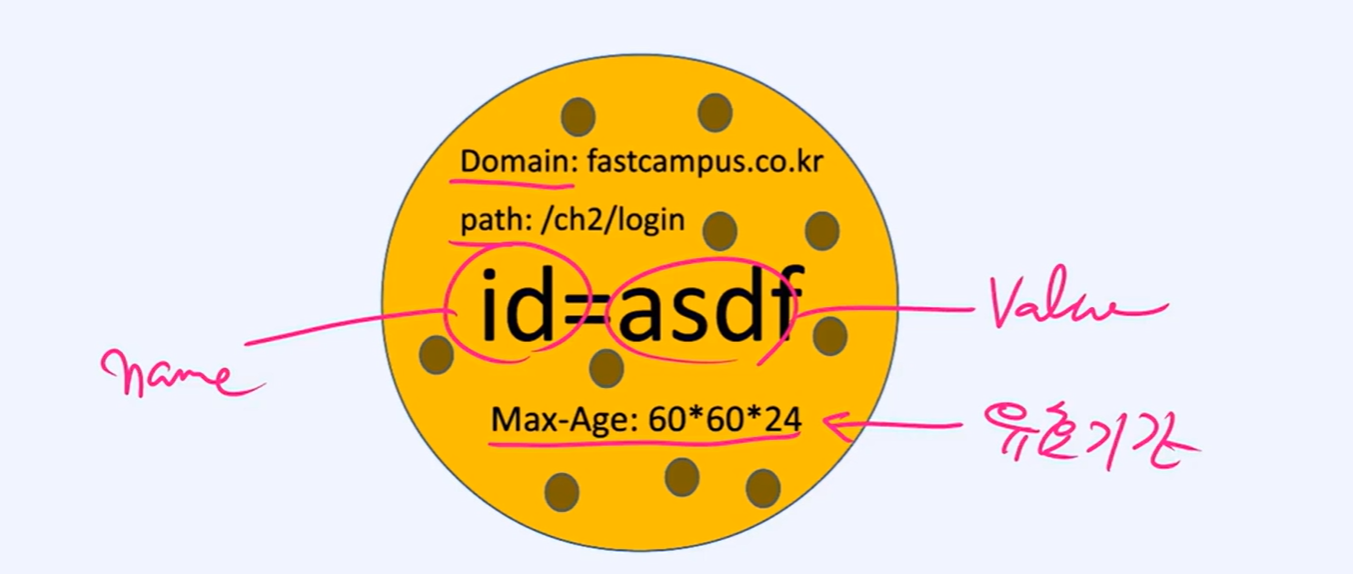 Domain: fastcampus.co.kr
path: /ch2/login
id=asdf
Value
name
Max-Age: 60*60*24
유효기간